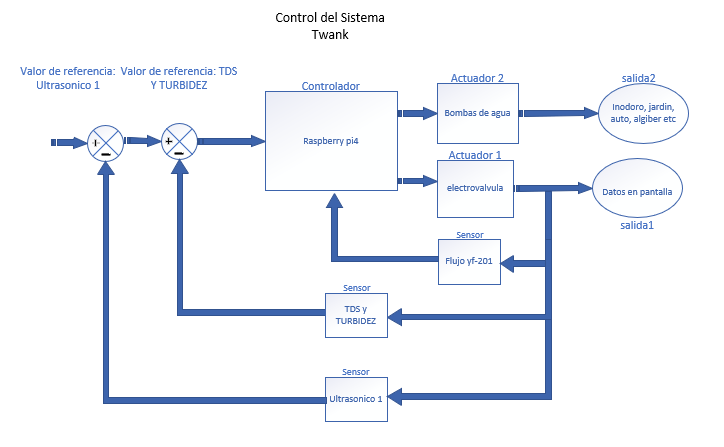 Control del Sistema
Twank
Valor de referencia:
Ultrasonico 1
Valor de referencia: TDS
Y TURBIDEZ
Controlador
Raspberry pi4
Actuador 2
Bombas de agua
salida2
Inodoro, jardin,
auto, algiber etc
Actuador 1
electrovalvula
Datos en pantalla
salida1
Sensor
Flujo yf-201
Sensor
TDS y
TURBIDEZ
Sensor
Ultrasonico 1
+
−
+
−